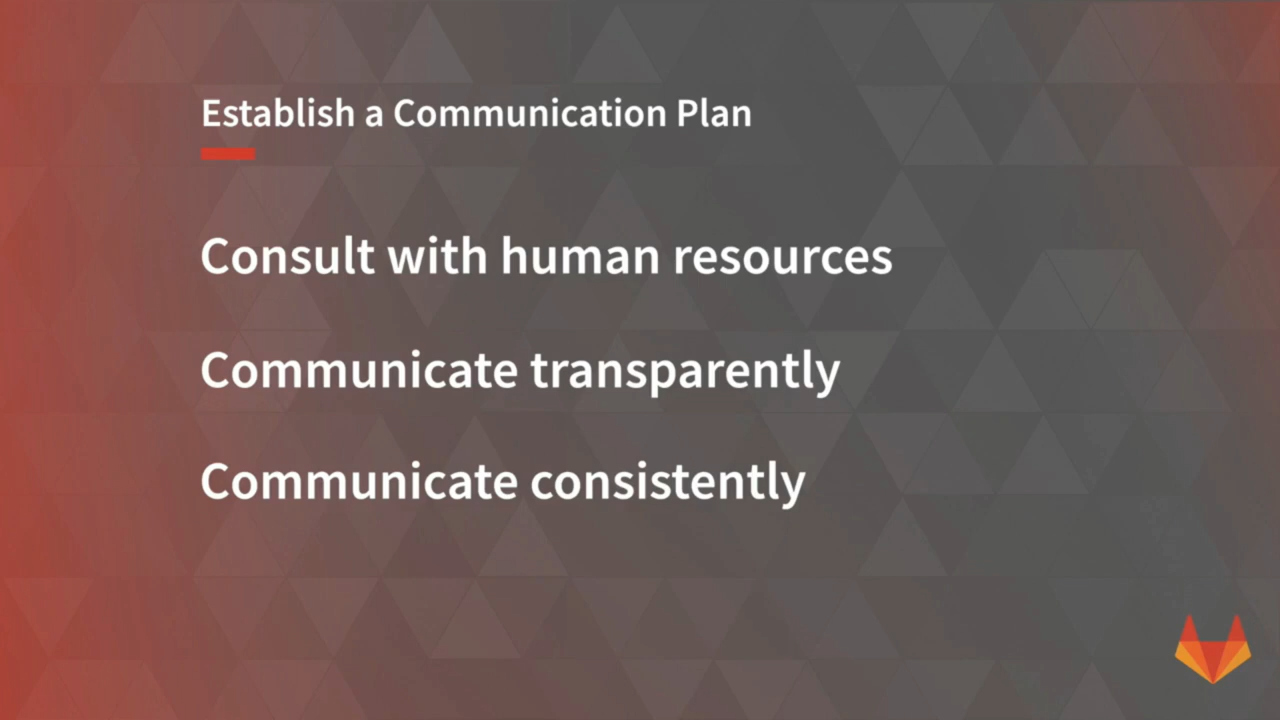 Establish a Communication Plan
Consult with human resources
Communicate transparently
Communicate consistently